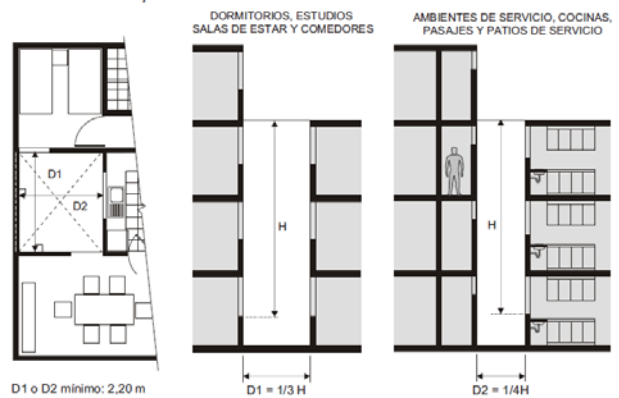 DORMITORIOS, ESTUDIOS
SALAS DE ESTAR Y COMEDORES
AMBIENTES DE SERVICIO, COCINAS,
PASAJES Y PATIOS DE SERVICIO
D1
D2
H
H
D1 o D2 mínimo: 2,20 m
D1 = 1/3 H
D2 = 1/4H